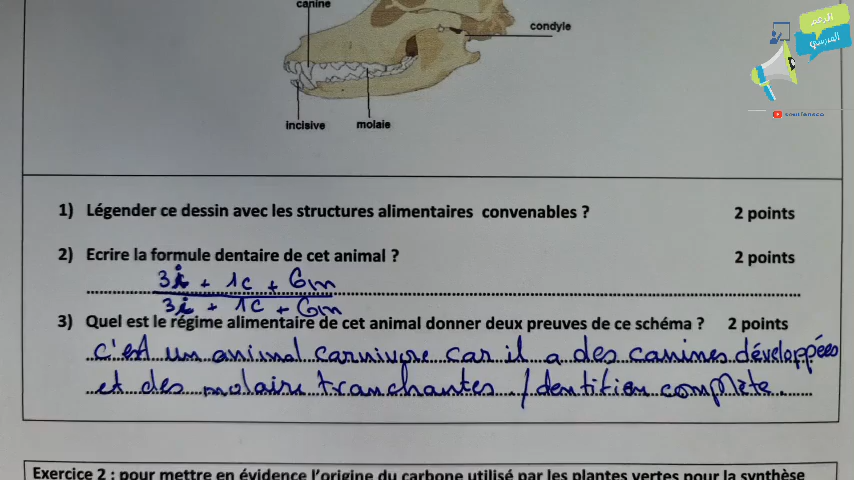 canine
condyle
incisive
molaie
الدعم
المدرسي
1) Légender ce dessin avec les structures alimentaires convenables ? 2 points
2) Ecrire la formule dentaire de cet animal ? 2 points
3i + 1c + 6m
3i + 1c + 6m
3) Quel est le régime alimentaire de cet animal donner deux preuves de ce schéma ? 2 points
c'est un animal carnivore car il a des canines développées
et des molaire tranchantes / dentition complète.
Exercice 2 : pour mettre en évidence l'origine du carbone utilisé par les plantes vertes pour la synthèse